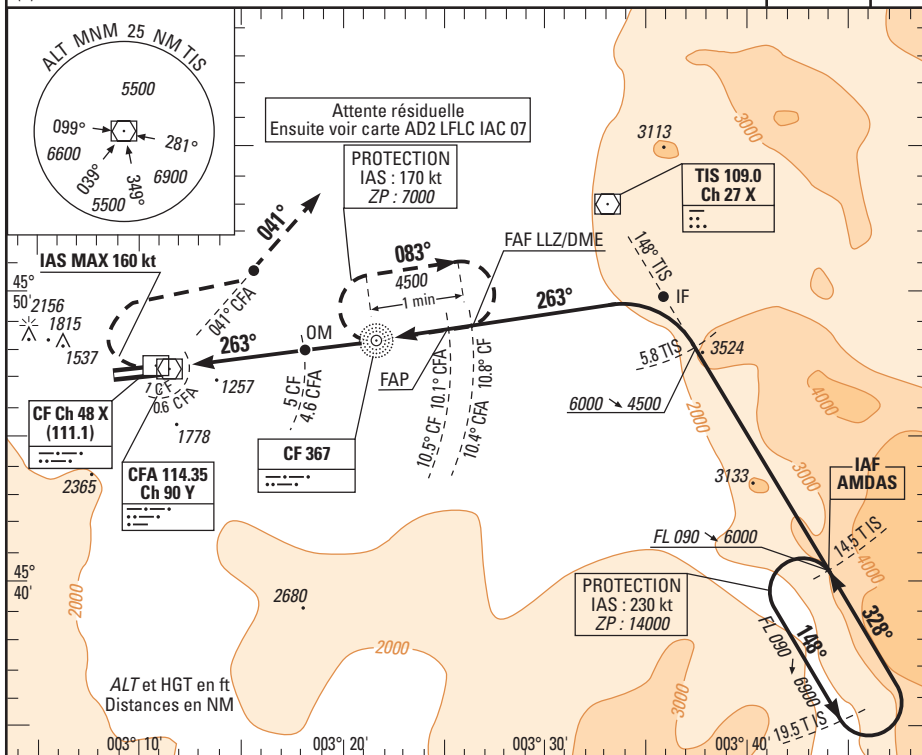 ALT MNM 25 NM TIS
5500
099°
281°
6600
039°
349°
6900
5500
Attente résiduelle
Ensuite voir carte AD2 LFLC IAC 07
PROTECTION
IAS : 170 kt
ZP : 7000
3113
3000
TIS 109.0
Ch 27 X
041°
FAF LLZ/DME
083°
4500
1 min
148° TIS
IAS MAX 160 kt
45°
50'
2156
1815
1537
041° CFA
263°
OM
263°
IF
FAP
5.8 TIS
3524
1257
1 CF
0.6 CFA
5 CF
4.6 CFA
10.5° CF 10.1° CFA
10.4° CFA 10.8° CF
6000 ↘ 4500
2000
4000
CF Ch 48 X
(111.1)
1778
CF 367
CFA 114.35
Ch 90 Y
2365
3133
3000
IAF
AMDAS
FL 090 ↘ 6000
14.5 TIS
4000
45°
40'
2000
2680
PROTECTION
IAS : 230 kt
ZP : 14000
148°
328°
FL 090 ↘ 6900
2000
19.5 TIS
3000
ALT et HGT en ft
Distances en NM
003° 10'
003° 20'
003° 30'
003° 40'